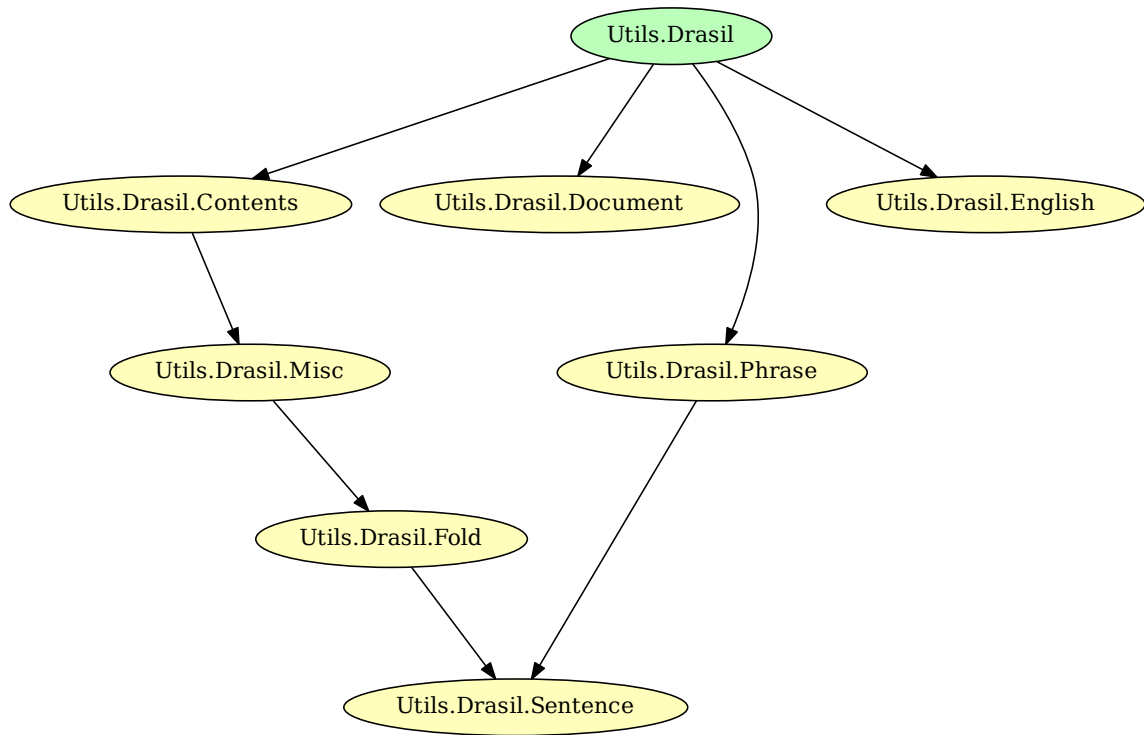 Utils.Drasil
Utils.Drasil.Contents
Utils.Drasil.Document
Utils.Drasil.English
Utils.Drasil.Misc
Utils.Drasil.Phrase
Utils.Drasil.Fold
Utils.Drasil.Sentence